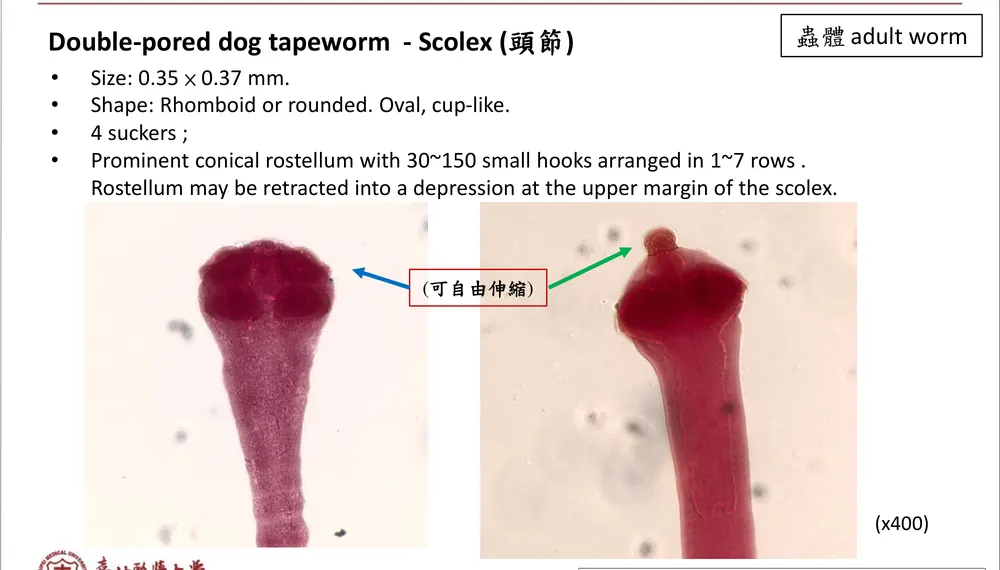 Double-pored dog tapeworm - Scolex (頭節)
蟲體 adult worm
• Size: 0.35 × 0.37 mm.
• Shape: Rhomboid or rounded. Oval, cup-like.
• 4 suckers ;
• Prominent conical rostellum with 30~150 small hooks arranged in 1~7 rows .
Rostellum may be retracted into a depression at the upper margin of the scolex.
(可自由伸縮)
(x400)